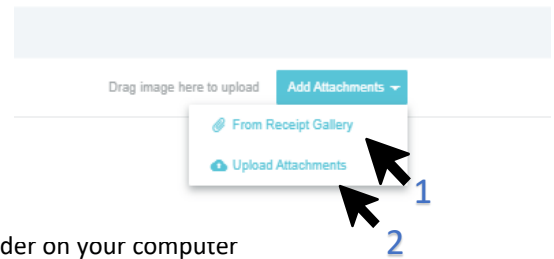 Drag image here to upload Add Attachments
From Receipt Gallery
Upload Attachments
1
2
der on your computer